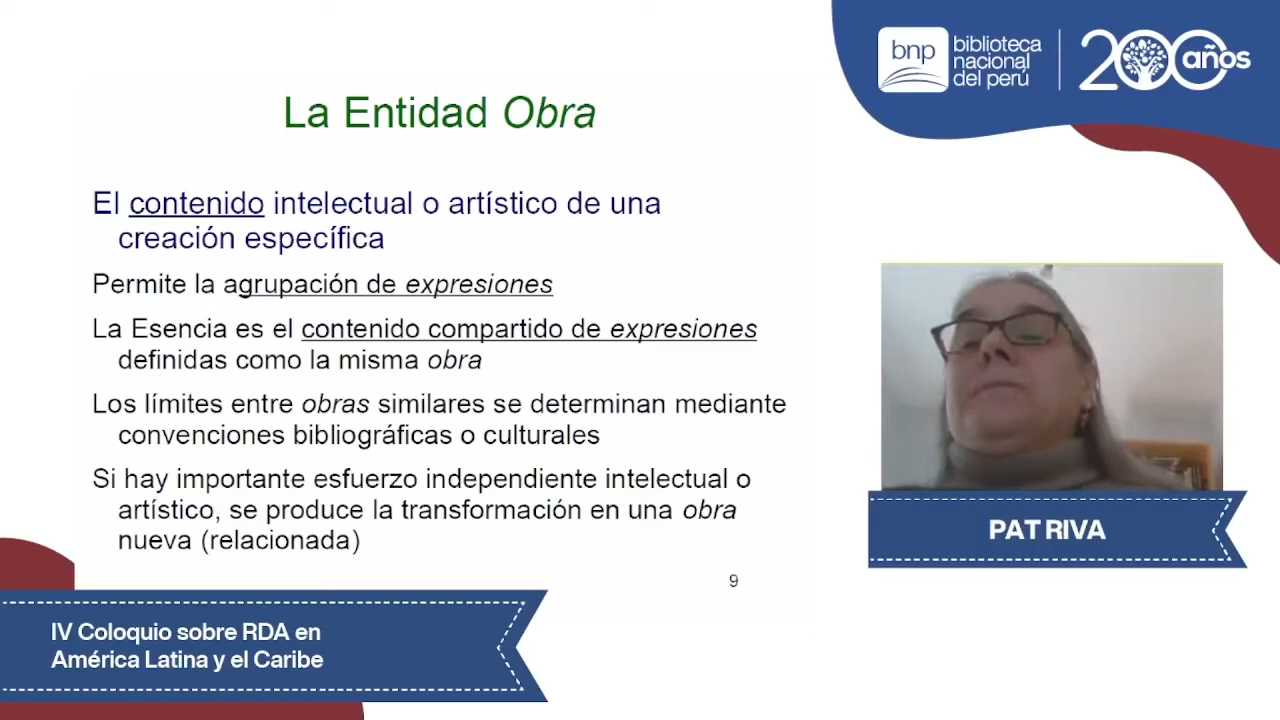 bnp
biblioteca
nacional
del perú
200 años
La Entidad Obra
El contenido intelectual o artístico de una
creación específica
Permite la agrupación de expresiones
La Esencia es el contenido compartido de expresiones
definidas como la misma obra
Los límites entre obras similares se determinan mediante
convenciones bibliográficas o culturales
Si hay importante esfuerzo independiente intelectual o
artístico, se produce la transformación en una obra
nueva (relacionada)
9
PAT RIVA
IV Coloquio sobre RDA en
América Latina y el Caribe